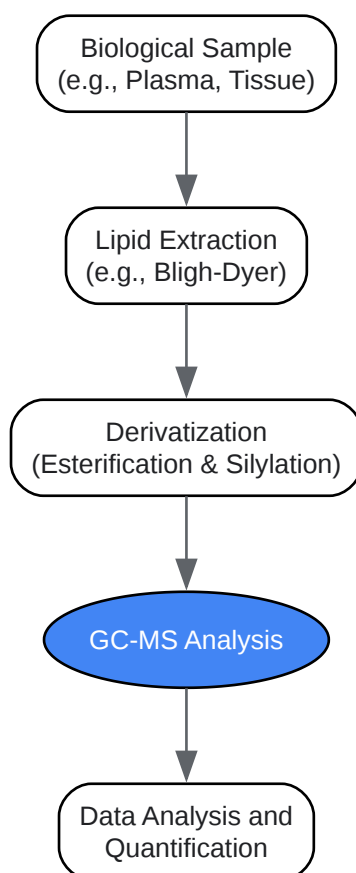 Biological Sample
(e.g., Plasma, Tissue)
Lipid Extraction
(e.g., Bligh-Dyer)
Derivatization
(Esterification & Silylation)
GC-MS Analysis
Data Analysis and
Quantification